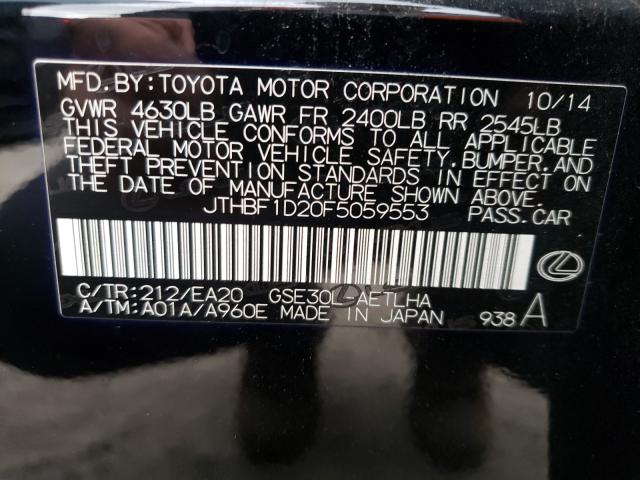 MFD. BY: TOYOTA MOTOR CORPORATION 10/14
GVWR 4630LB GAWR FR 2400LB RR 2545LB
THIS VEHICLE CONFORMS TO ALL APPLICABLE
FEDERAL MOTOR VEHICLE SAFETY, BUMPER, AND
THEFT PREVENTION STANDARDS IN EFFECT ON
THE DATE OF MANUFACTURE SHOWN ABOVE.
JTHBF1D20F5059553 PASS. CAR
C/TR: 212/EA20 GSE30L-AETLHA
A/TM: A01A/A960E MADE IN JAPAN 938 A